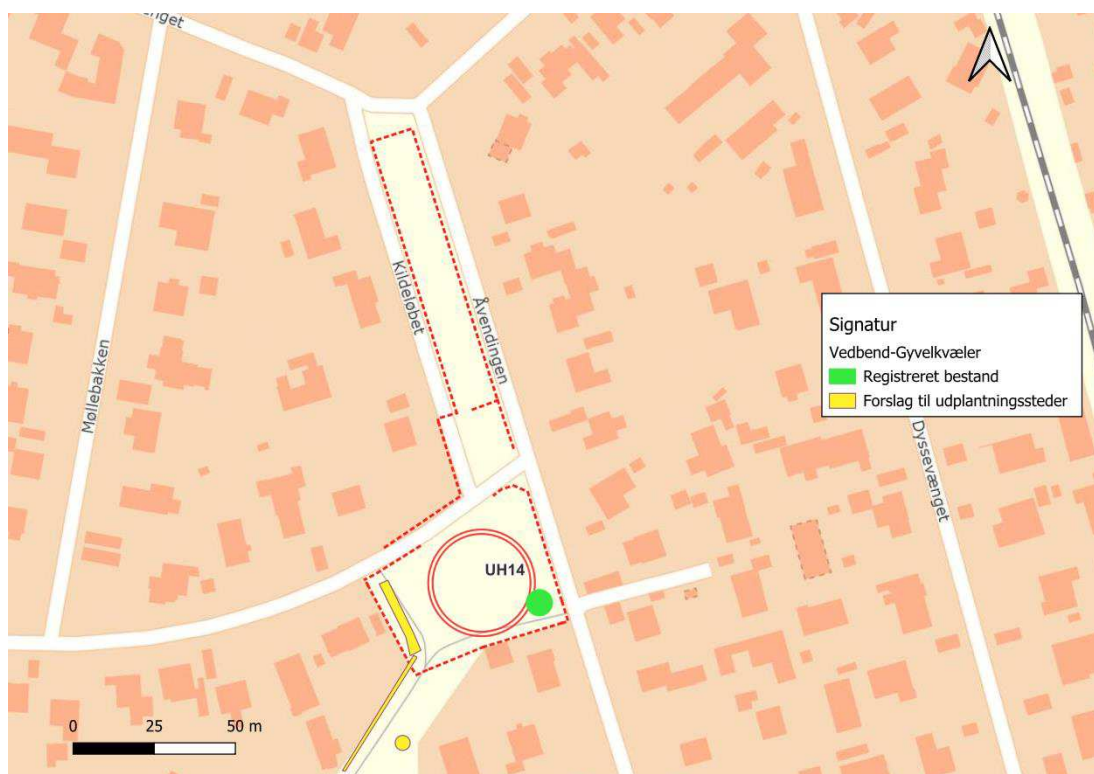 Kildeløbet
Åvendingen
Møllebakken
Dyssevænget
Signatur
Vedbend-Gyvelkvæler
Registreret bestand
Forslag til udplantningssteder
UH14
0 25 50 m